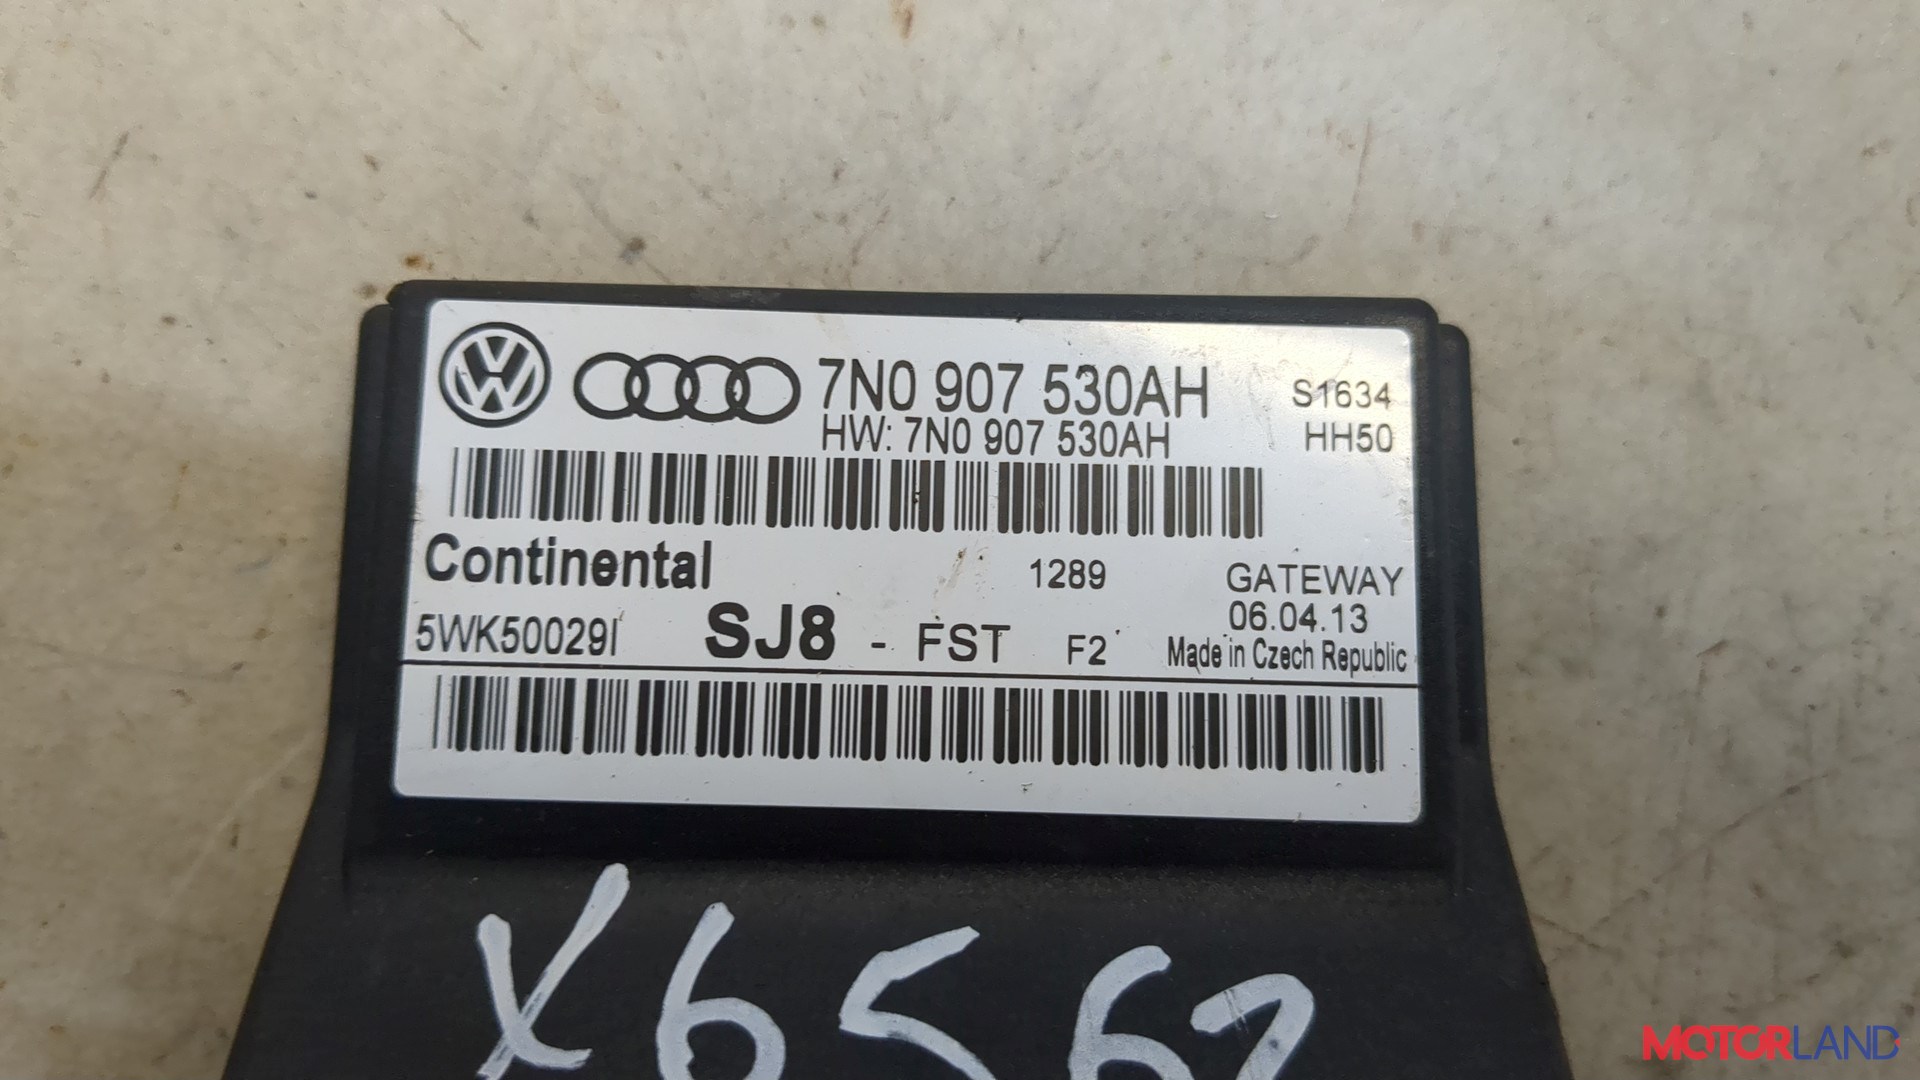 7N0 907 530AH S1634
HW: 7N0 907 530AH HH50
Continental 1289 GATEWAY
06.04.13
5WK50029I SJ8 - FST F2 Made in Czech Republic
MOTORLAND